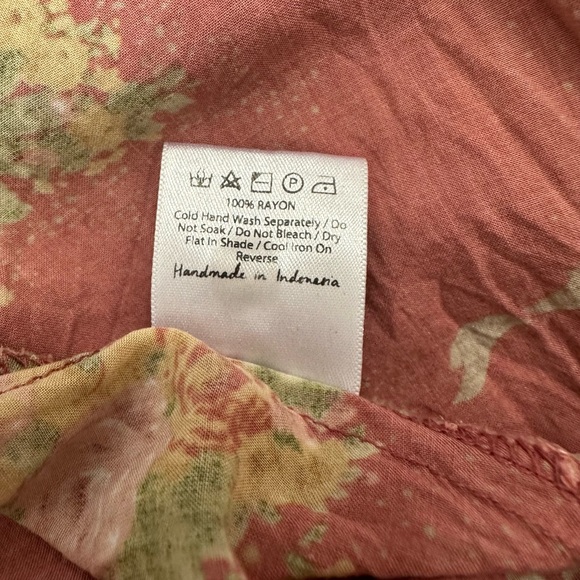 P
100% RAYON
Cold Hand Wash Separately / Do
Not Soak / Do Not Bleach / Dry
Flat In Shade / Cool Iron On
Reverse
Handmade in Indonesia